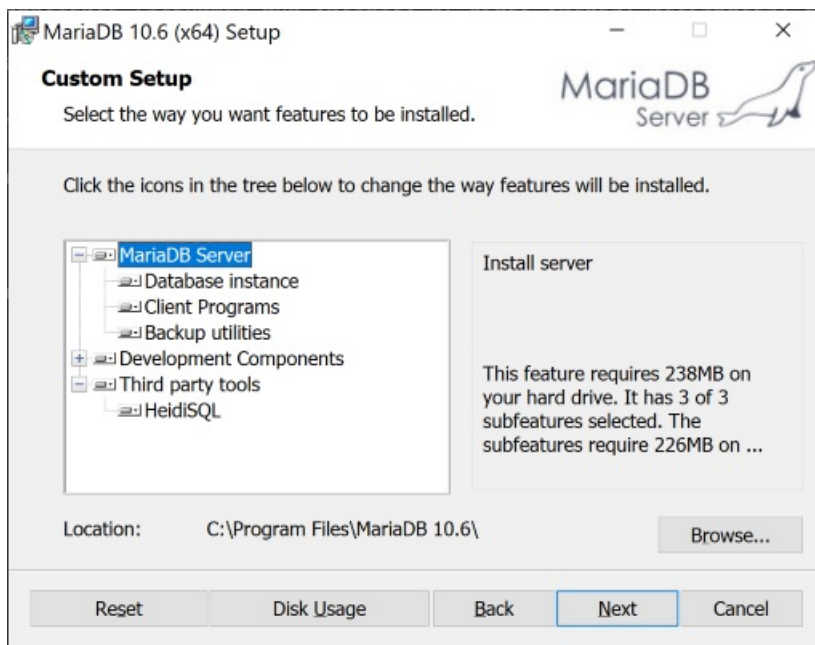 MariaDB 10.6 (x64) Setup
Custom Setup
Select the way you want features to be installed.
MariaDB
Server
Click the icons in the tree below to change the way features will be installed.
MariaDB Server
Database instance
Client Programs
Backup utilities
Development Components
Third party tools
HeidiSQL
Install server
This feature requires 238MB on
your hard drive. It has 3 of 3
subfeatures selected. The
subfeatures require 226MB on ...
Location: C:\Program Files\MariaDB 10.6\
Browse...
Reset Disk Usage Back Next Cancel